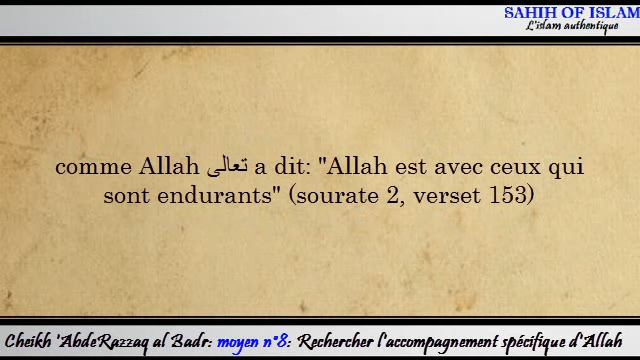 SAHIH OF ISLAM
L'islam authentique
comme Allah تعالى a dit: "Allah est avec ceux qui
sont endurants" (sourate 2, verset 153)
Cheikh 'AbdeRazzaq al Badr: moyen n°8: Rechercher l'accompagnement spécifique d'Allah